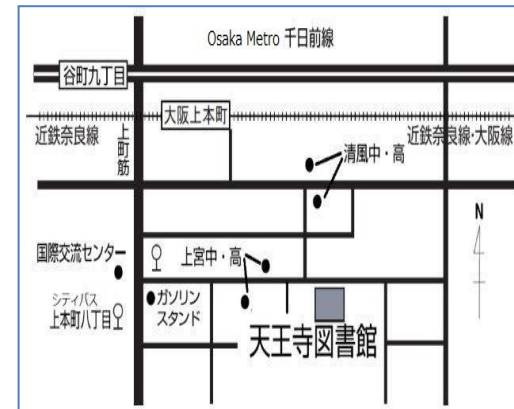 Osaka Metro 千日前線
谷町九丁目
大阪上本町
近鉄奈良線
上町筋
近鉄奈良線・大阪線
清風中・高
N
国際交流センター
上宮中・高
シティバス
上本町八丁目
ガソリン
スタンド
天王寺図書館